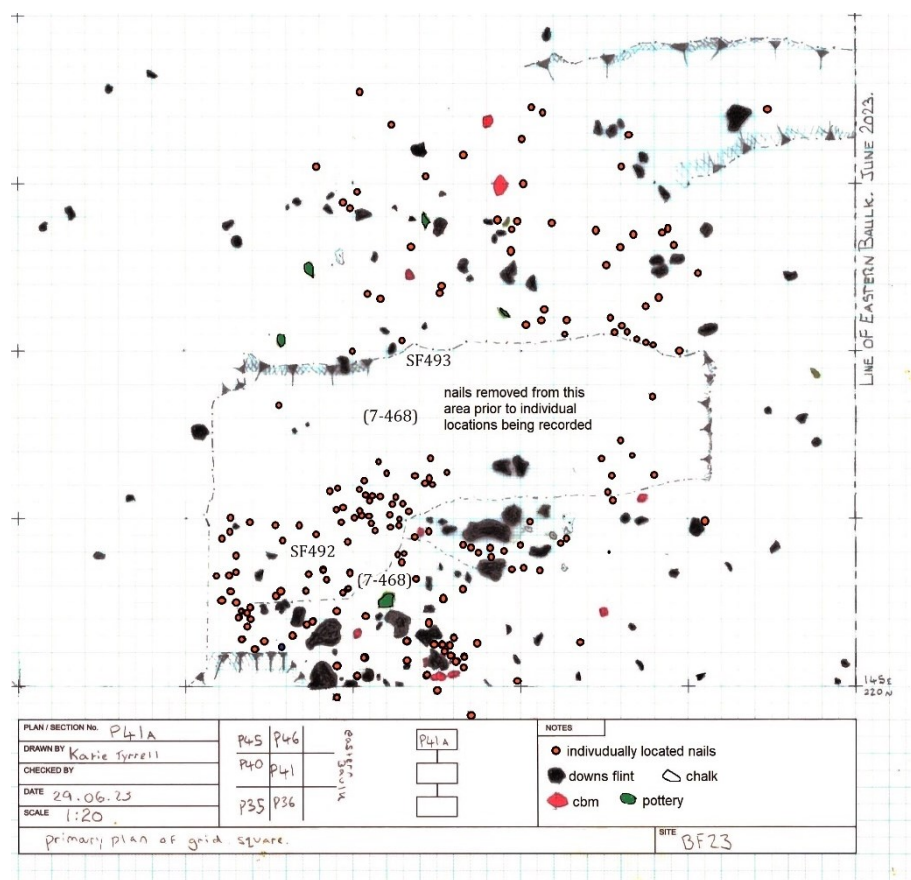 LINE OF EASTERN BAULK. JUNE 2023.
SF493
(7-468)
nails removed from this
area prior to individual
locations being recorded
SF492
(7-468)
145E
220N
PLAN / SECTION No. P41A
DRAWN BY Katie Tyrrell
CHECKED BY
DATE 29.06.23
SCALE 1:20
P45 P46
P40 P41
P35 P36
eastern
baulk
P41A
NOTES
indivudually located nails
downs flint chalk
cbm pottery
primary plan of grid square.
SITE BF23